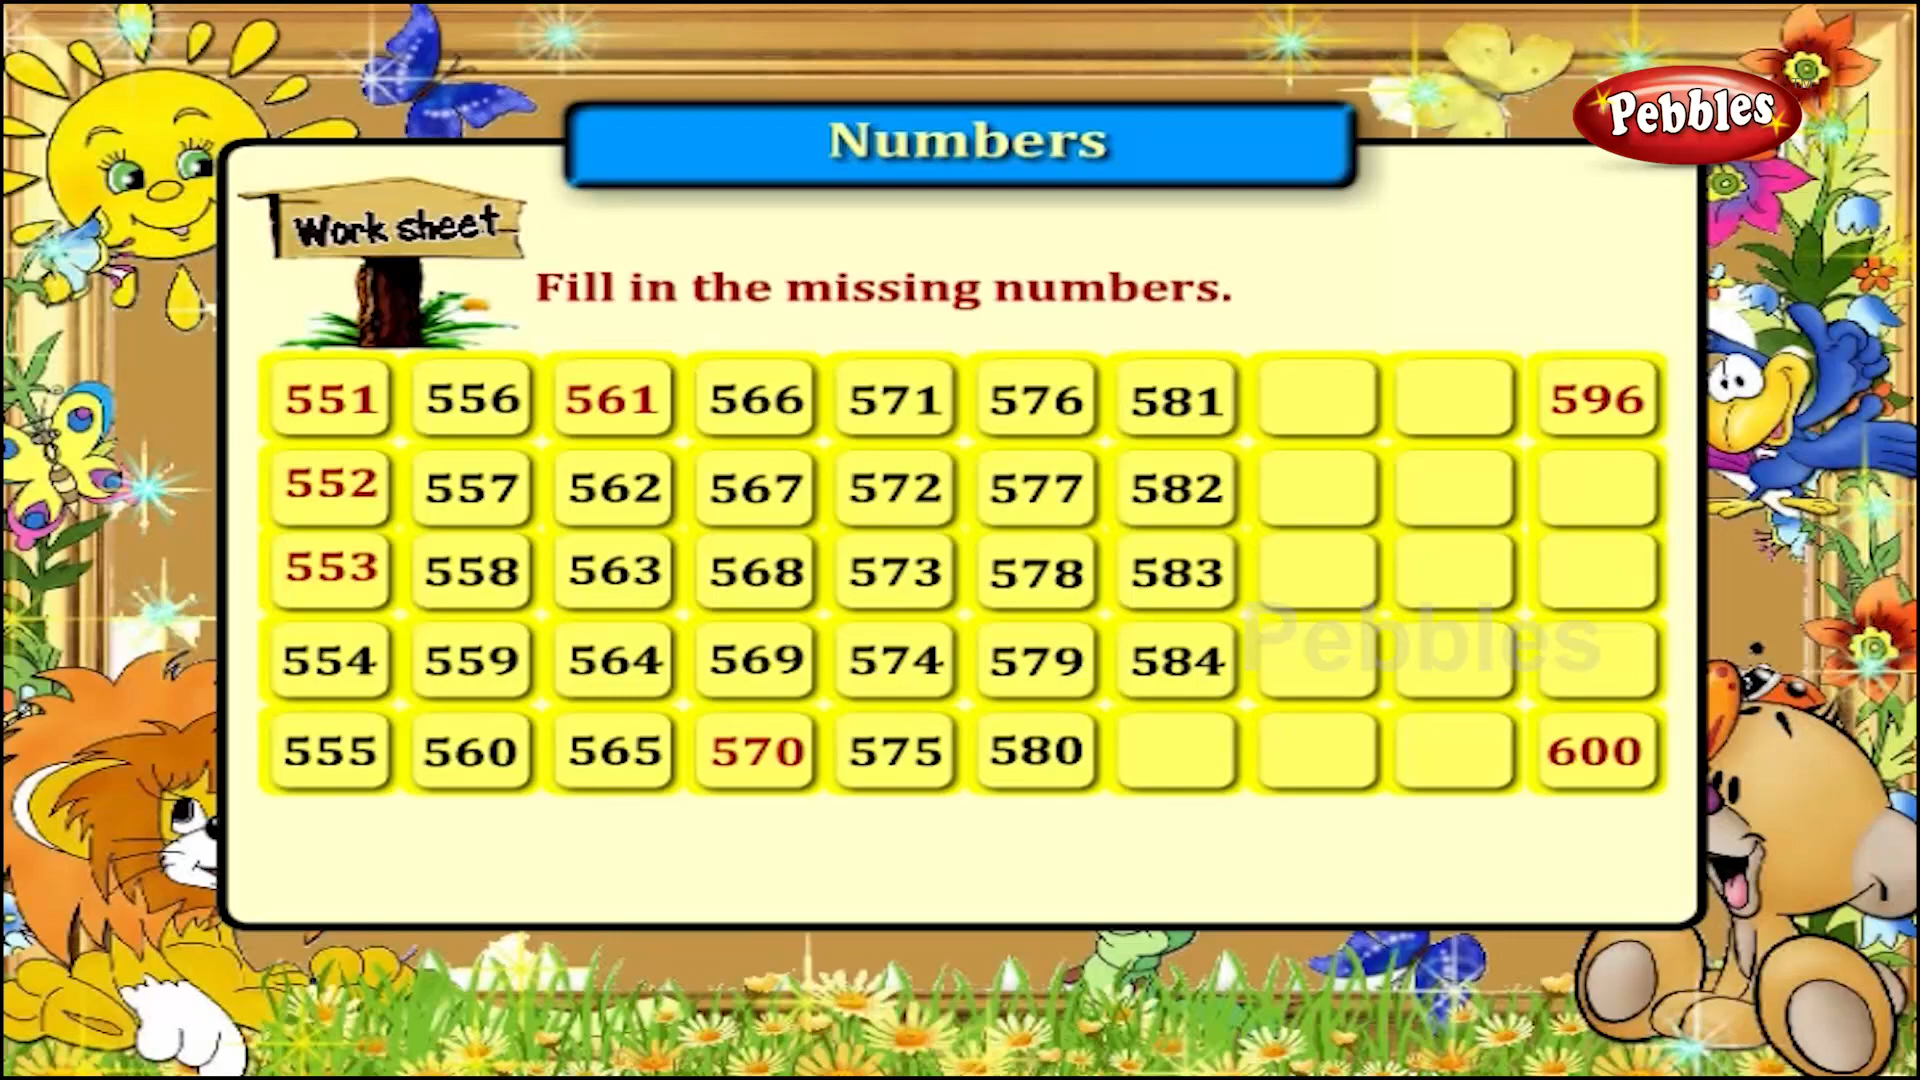 Numbers
Pebbles
Work sheet
Fill in the missing numbers.
551 556 561 566 571 576 581 596
552 557 562 567 572 577 582
553 558 563 568 573 578 583
554 559 564 569 574 579 584
Pebbles
555 560 565 570 575 580 600